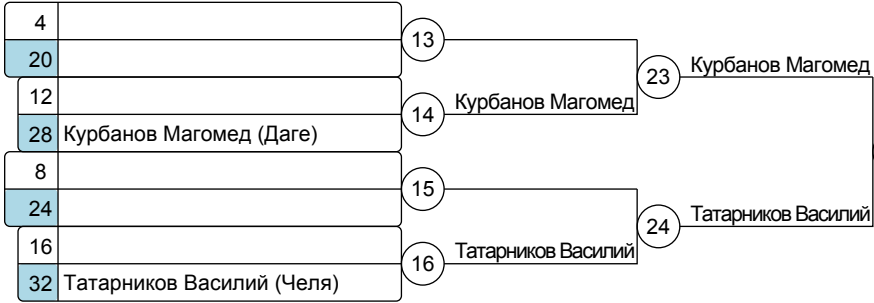 4
13
20
23 Курбанов Магомед
12
14 Курбанов Магомед
28 Курбанов Магомед (Даге)
8
15
24
24 Татарников Василий
16
16 Татарников Василий
32 Татарников Василий (Челя)